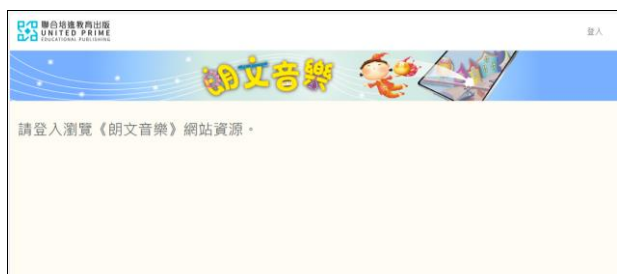 聯合培進教育出版
UNITED PRIME
EDUCATIONAL PUBLISHING
登入
朗文音樂
請登入瀏覽《朗文音樂》網站資源。